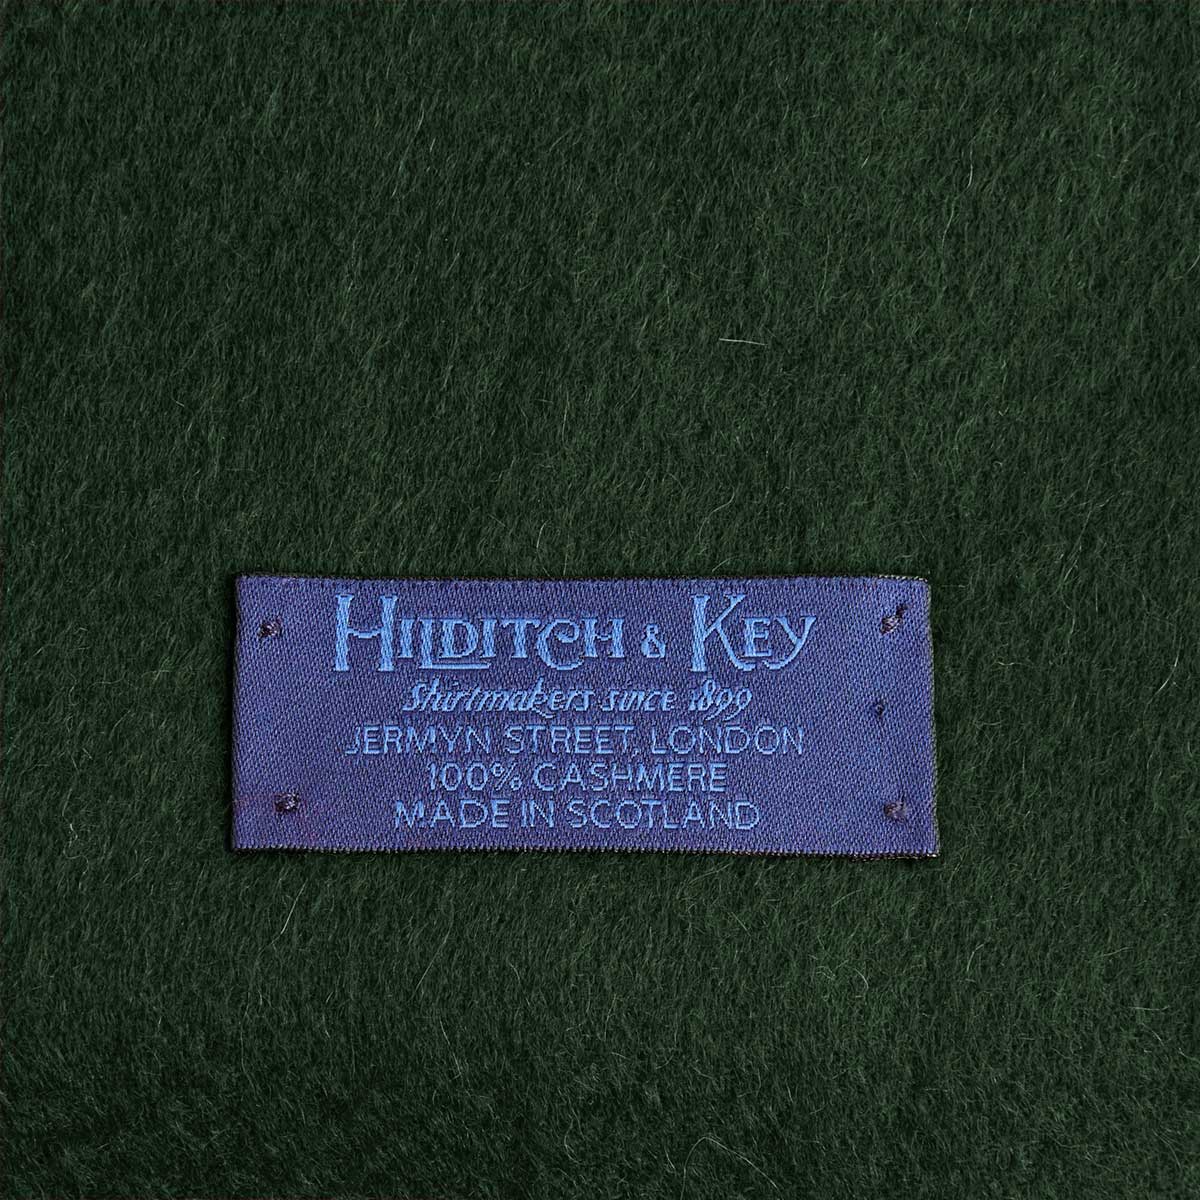 HILDITCH & KEY
Shirtmakers since 1899
JERMYN STREET, LONDON
100% CASHMERE
MADE IN SCOTLAND